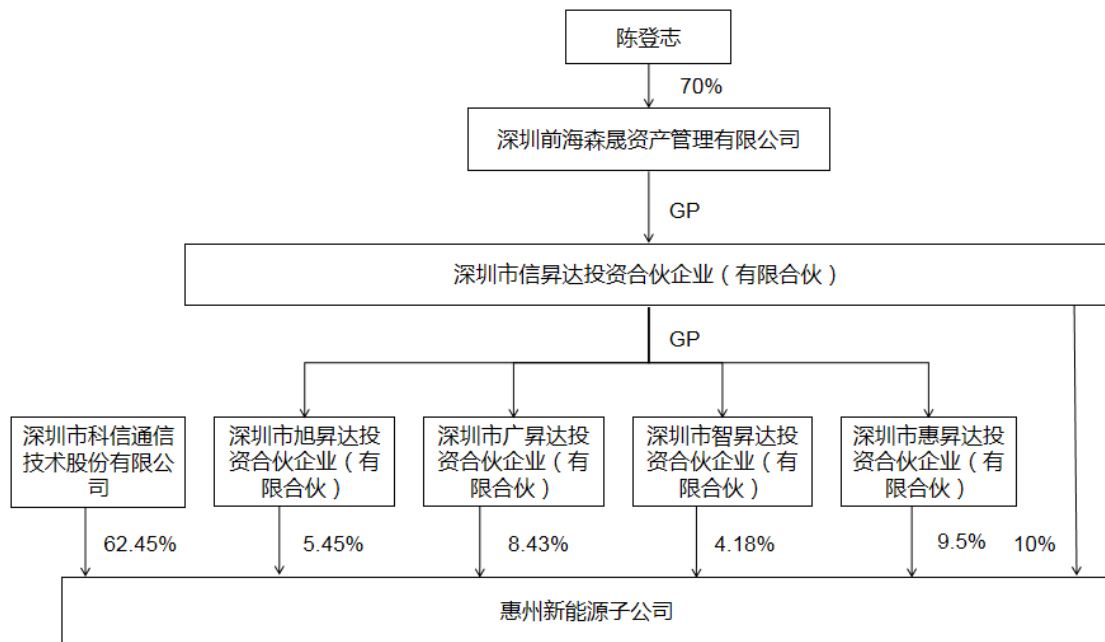 陈登志
70%
深圳前海森晟资产管理有限公司
GP
深圳市信昇达投资合伙企业（有限合伙）
GP
深圳市科信通信
技术股份有限公
司
深圳市旭昇达投
资合伙企业（有
限合伙）
深圳市广昇达投
资合伙企业（有
限合伙）
深圳市智昇达投
资合伙企业（有
限合伙）
深圳市惠昇达投
资合伙企业（有
限合伙）
62.45%
5.45%
8.43%
4.18%
9.5%
10%
惠州新能源子公司